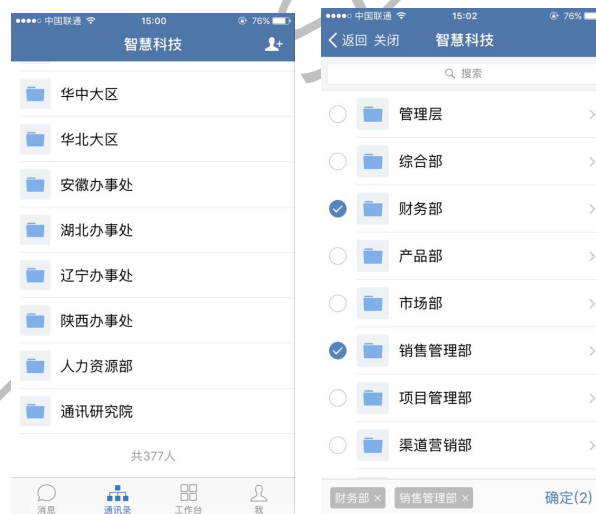 中国联通
15:00
76%
智慧科技
华中大区
华北大区
安徽办事处
湖北办事处
辽宁办事处
陕西办事处
人力资源部
通讯研究院
共377人
消息
通讯录
工作台
我
中国联通
15:02
76%
返回 关闭
智慧科技
搜索
管理层
综合部
财务部
产品部
市场部
销售管理部
项目管理部
渠道营销部
财务部 ×
销售管理部 ×
确定(2)